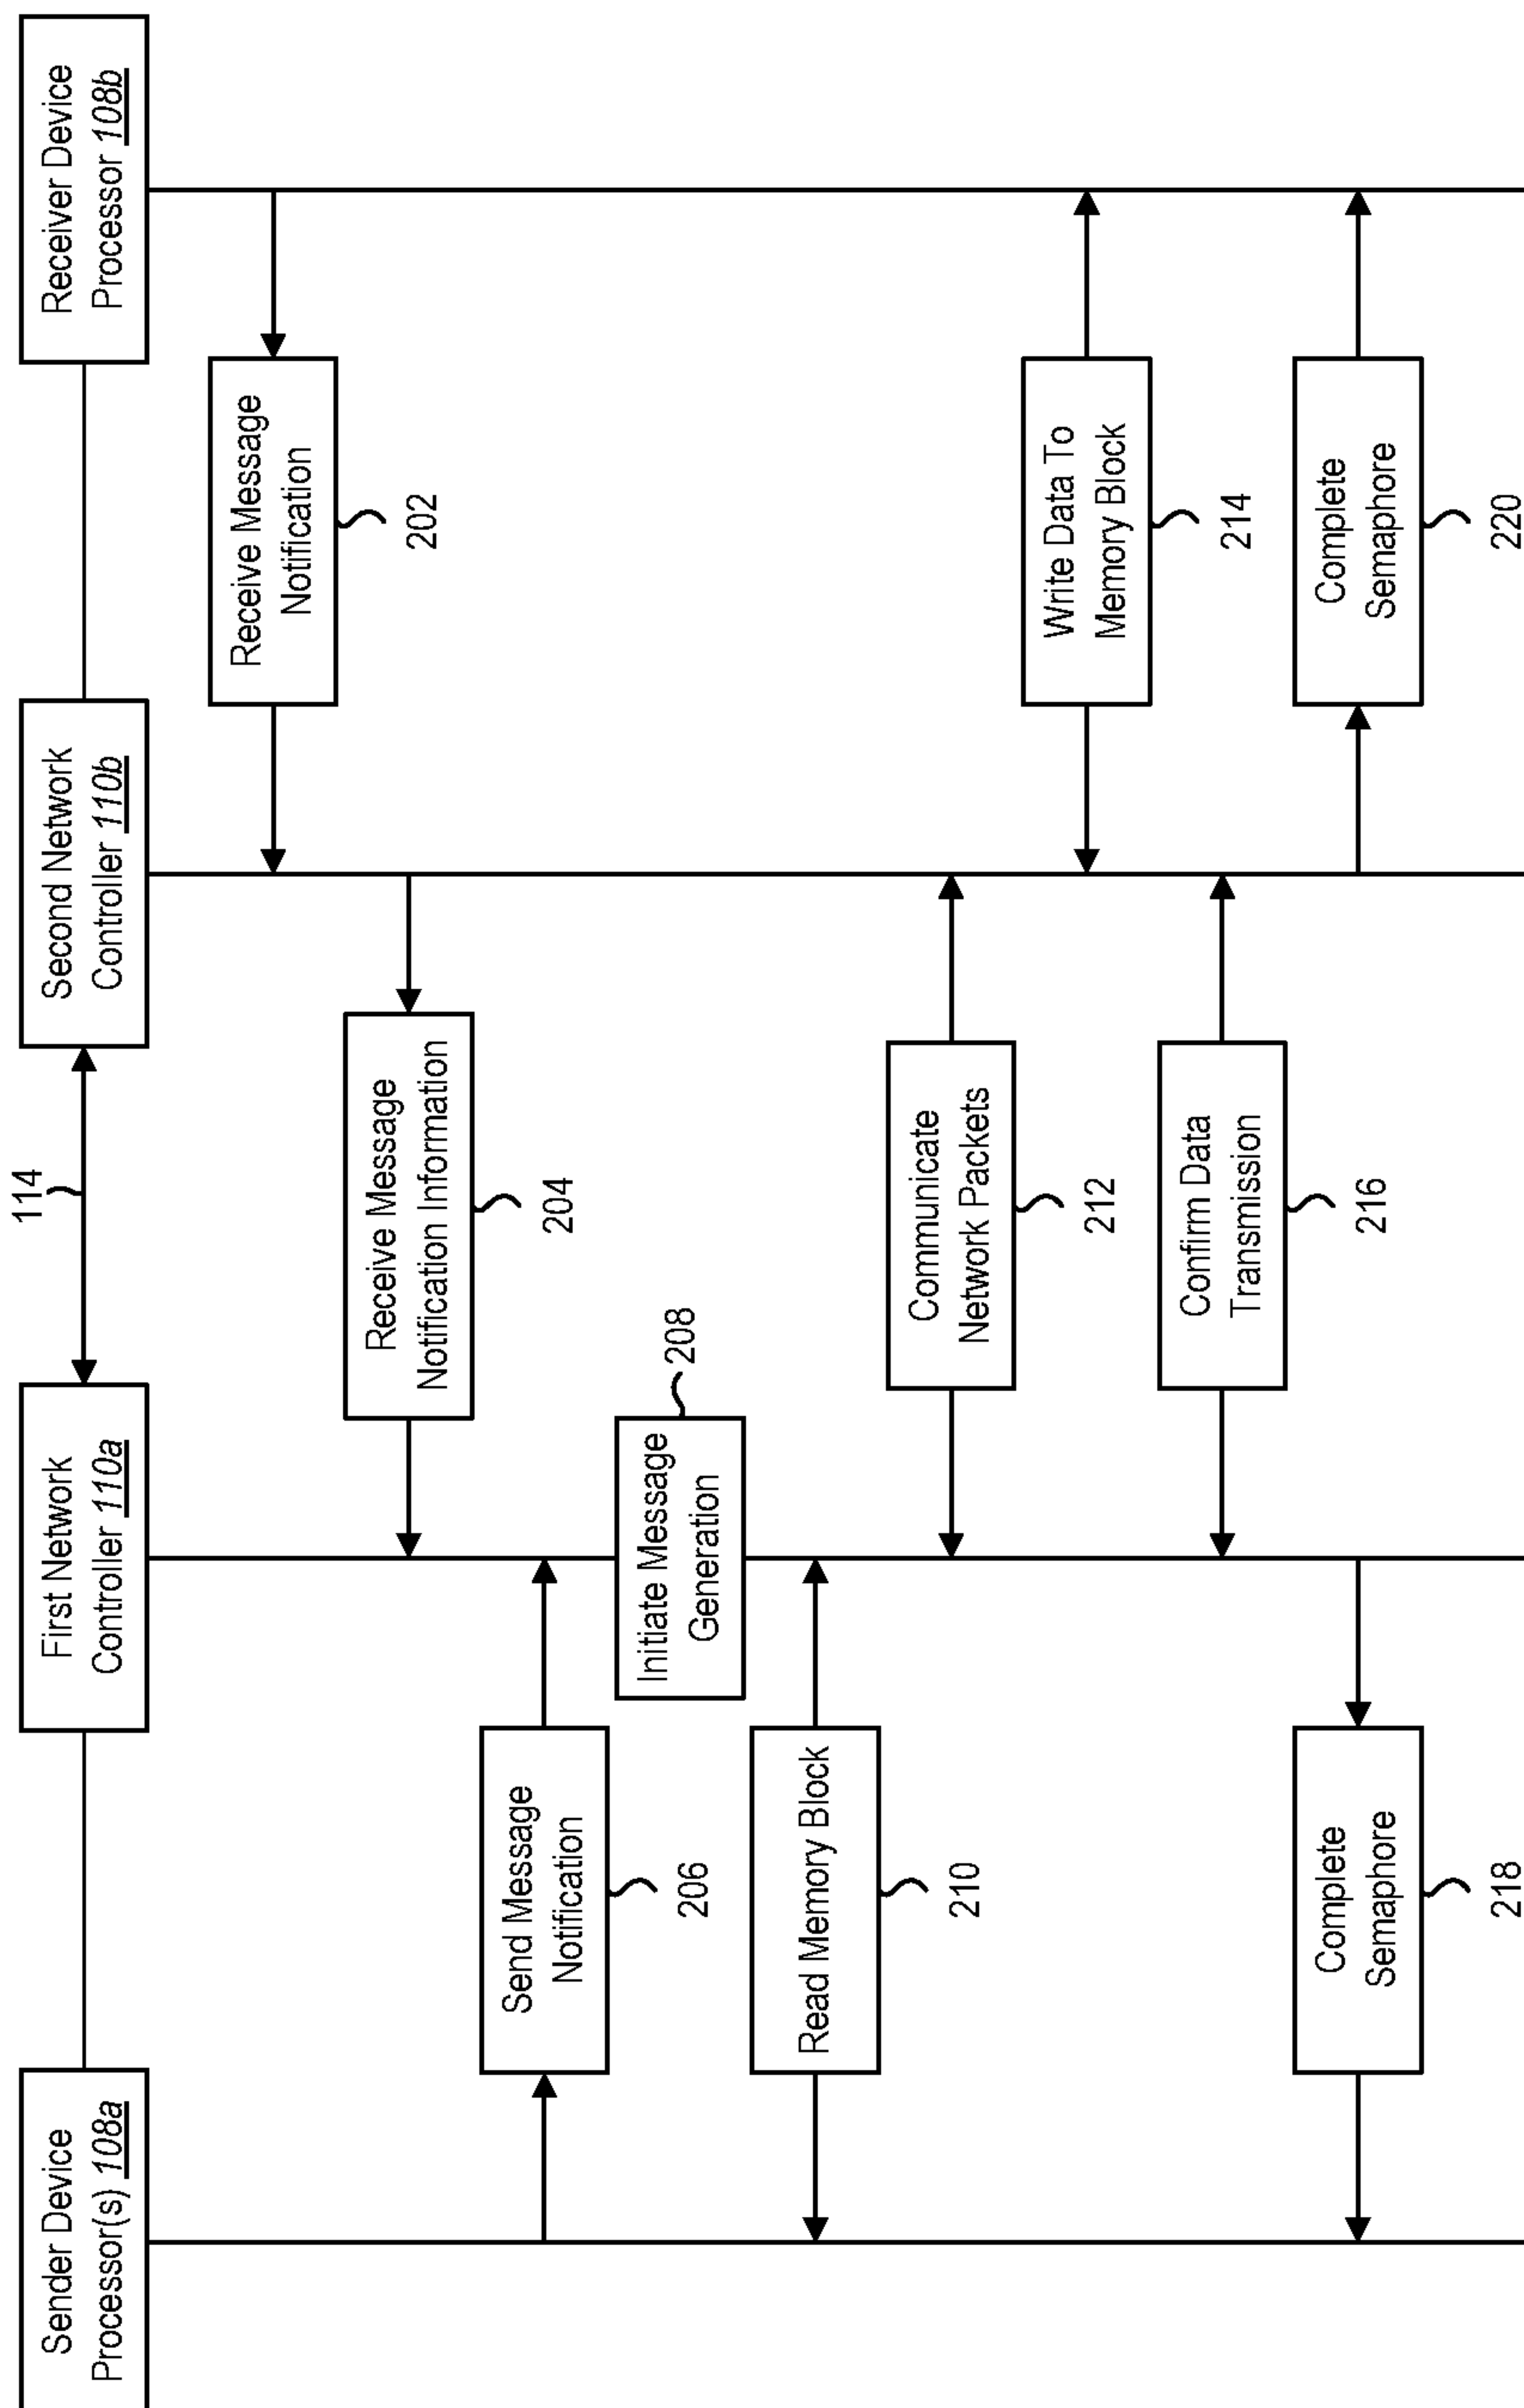 Sender Device
Processor(s) 108a
First Network
Controller 110a
114
Second Network
Controller 110b
Receiver Device
Processor 108b
Receive Message
Notification
202
Receive Message
Notification Information
204
Send Message
Notification
206
Initiate Message
Generation
208
Read Memory Block
210
Communicate
Network Packets
212
Write Data To
Memory Block
214
Confirm Data
Transmission
216
Complete
Semaphore
218
Complete
Semaphore
220